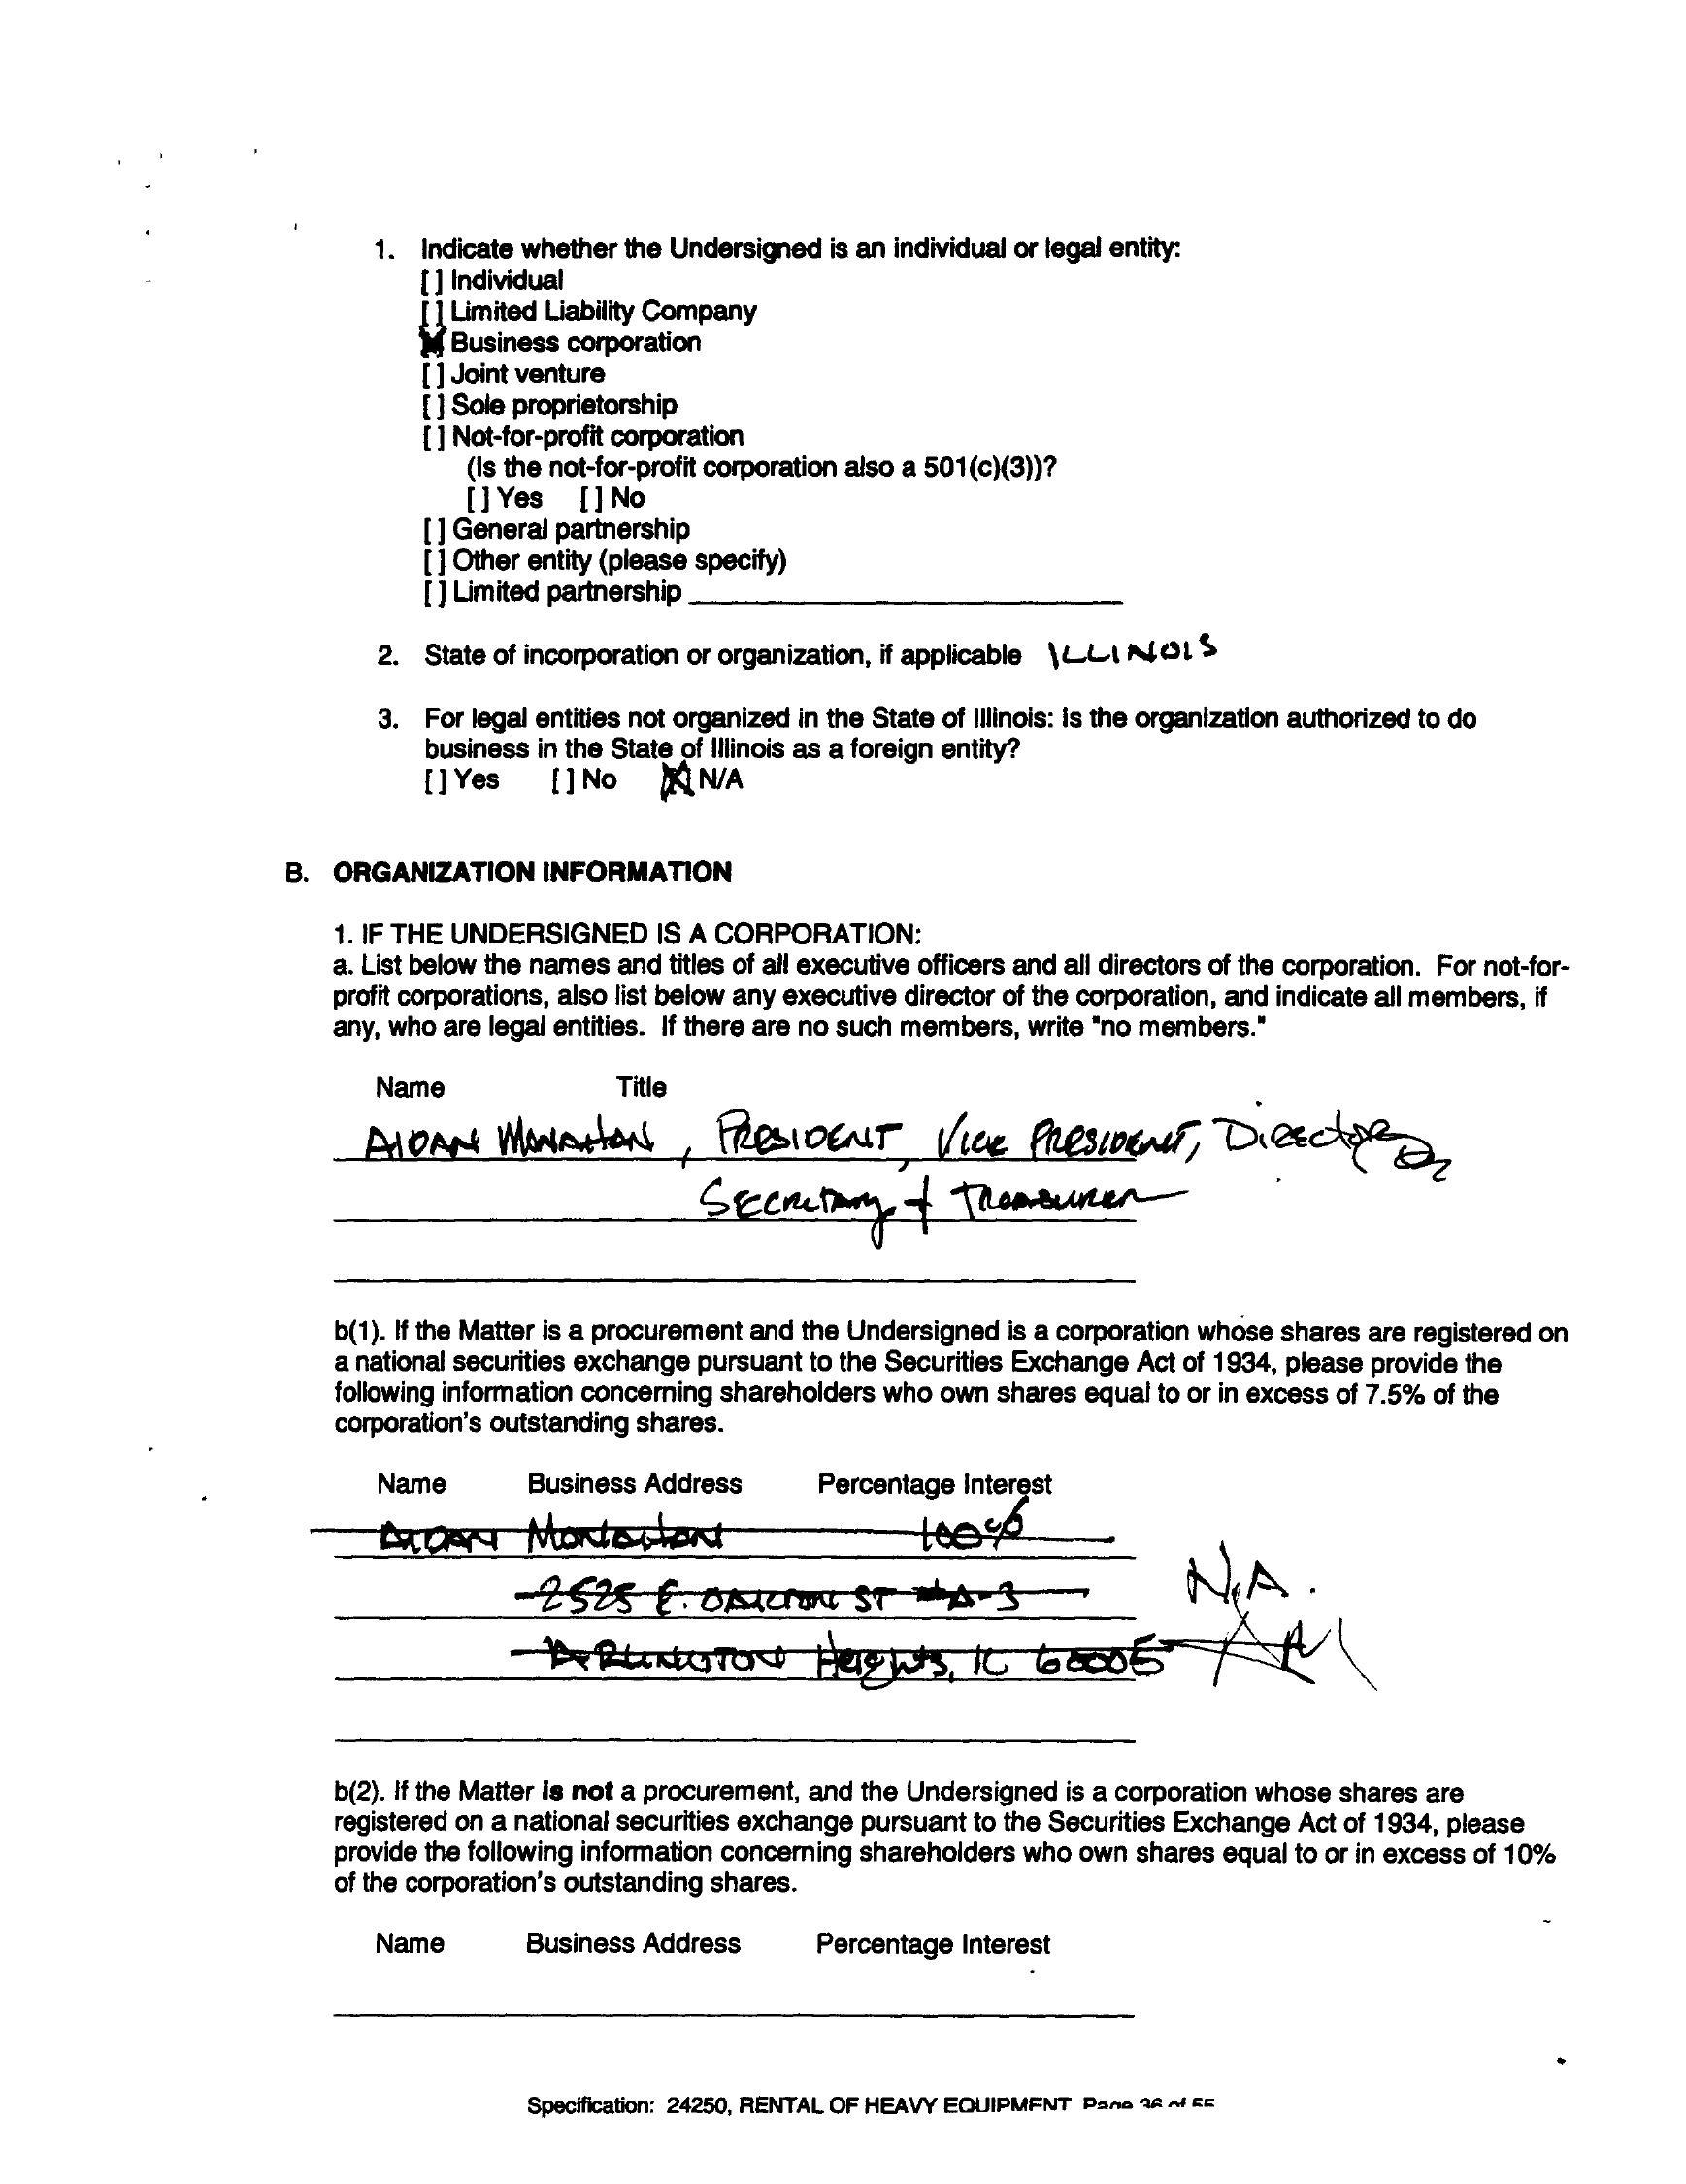 1. Indicate whether the Undersigned is an individual or legal entity:
[ ] Individual
[ ] Limited Liability Company
[X] Business corporation
[ ] Joint venture
[ ] Sole proprietorship
[ ] Not-for-profit corporation
(Is the not-for-profit corporation also a 501(c)(3))?
[ ] Yes [ ] No
[ ] General partnership
[ ] Other entity (please specify)
[ ] Limited partnership
2. State of incorporation or organization, if applicable ILLINOIS
3. For legal entities not organized in the State of Illinois: Is the organization authorized to do
business in the State of Illinois as a foreign entity?
[ ] Yes [ ] No [X] N/A
B. ORGANIZATION INFORMATION
1. IF THE UNDERSIGNED IS A CORPORATION:
a. List below the names and titles of all executive officers and all directors of the corporation. For not-for-
profit corporations, also list below any executive director of the corporation, and indicate all members, if
any, who are legal entities. If there are no such members, write "no members."
Name Title
AIDAN MONAHAN, PRESIDENT, VICE PRESIDENT, Director
SECRETARY + TREASURER
b(1). If the Matter is a procurement and the Undersigned is a corporation whose shares are registered on
a national securities exchange pursuant to the Securities Exchange Act of 1934, please provide the
following information concerning shareholders who own shares equal to or in excess of 7.5% of the
corporation's outstanding shares.
Name Business Address Percentage Interest
AIDAN MONAHAN 100%
2525 E. OAKTON ST #A-3
N.A.
ARLINGTON Heights, IL 60005 AM
b(2). If the Matter is not a procurement, and the Undersigned is a corporation whose shares are
registered on a national securities exchange pursuant to the Securities Exchange Act of 1934, please
provide the following information concerning shareholders who own shares equal to or in excess of 10%
of the corporation's outstanding shares.
Name Business Address Percentage Interest
Specification: 24250, RENTAL OF HEAVY EQUIPMENT Page 36 of 55